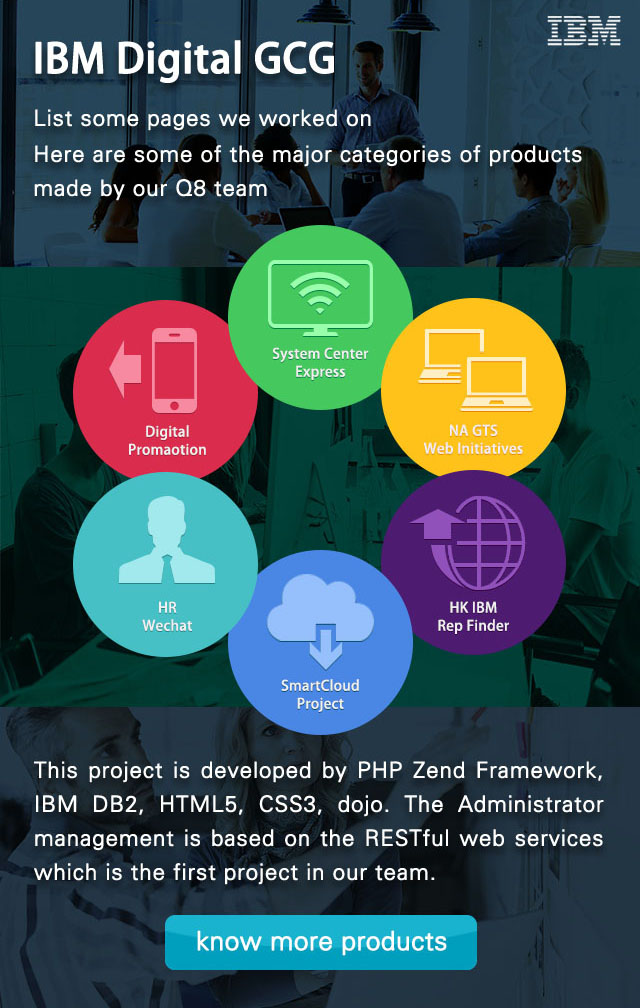 IBM Digital GCG
IBM
List some pages we worked on
Here are some of the major categories of products
made by our Q8 team
System Center
Express
Digital
Promaotion
NA GTS
Web Initiatives
HR
Wechat
HK IBM
Rep Finder
SmartCloud
Project
This project is developed by PHP Zend Framework,
IBM DB2, HTML5, CSS3, dojo. The Administrator
management is based on the RESTful web services
which is the first project in our team.
know more products